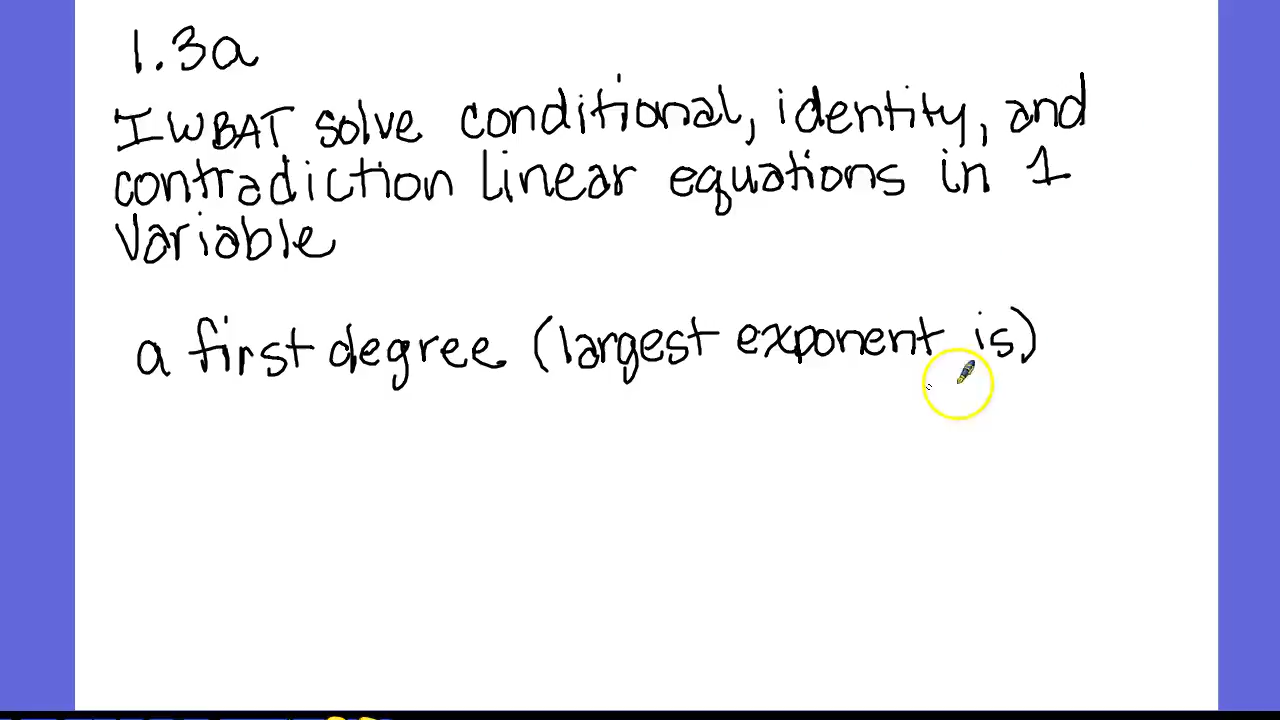 1.3a
IWBAT solve conditional, identity, and
contradiction linear equations in 1
variable
a first degree (largest exponent is)